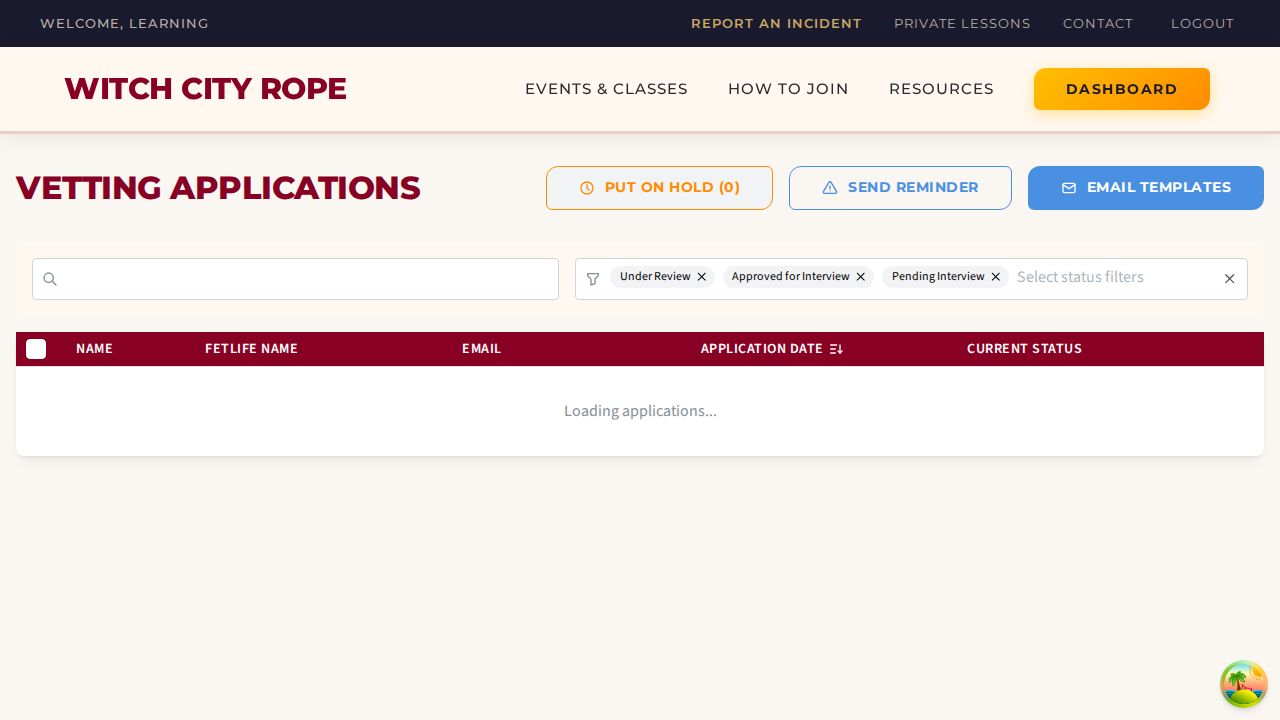 WELCOME, LEARNING
REPORT AN INCIDENT PRIVATE LESSONS CONTACT LOGOUT
WITCH CITY ROPE
EVENTS & CLASSES HOW TO JOIN RESOURCES DASHBOARD
VETTING APPLICATIONS
PUT ON HOLD (0) SEND REMINDER EMAIL TEMPLATES
Under Review Approved for Interview Pending Interview Select status filters
NAME FETLIFE NAME EMAIL APPLICATION DATE CURRENT STATUS
Loading applications...